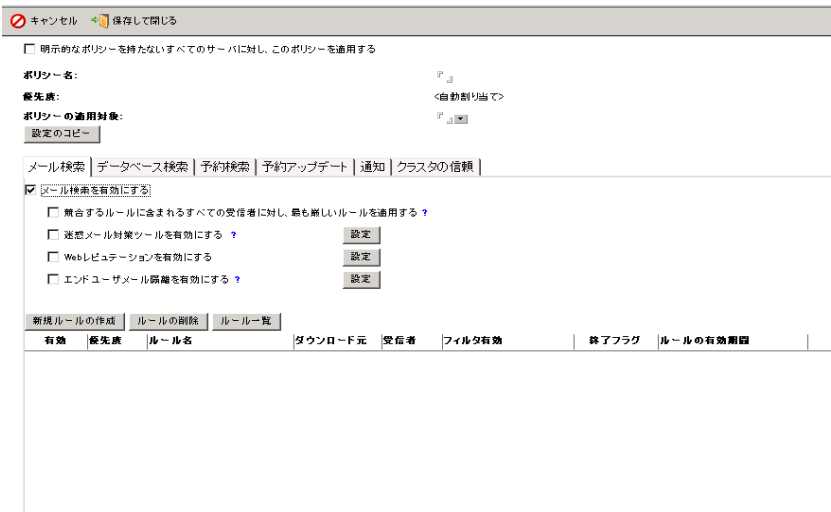 キャンセル 保存して閉じる
明示的なポリシーを持たないすべてのサーバに対し、このポリシーを適用する
ポリシー名: 『 』
優先度: <自動割り当て>
ポリシーの適用対象: 『 』
設定のコピー
メール検索 データベース検索 予約検索 予約アップデート 通知 クラスタの信頼
メール検索を有効にする
競合するルールに含まれるすべての受信者に対し、最も厳しいルールを適用する ?
迷惑メール対策ツールを有効にする ? 設定
Webレピュテーションを有効にする 設定
エンドユーザメール隔離を有効にする ? 設定
新規ルールの作成 ルールの削除 ルール一覧
有効 優先度 ルール名 ダウンロード元 受信者 フィルタ有効 終了フラグ ルールの有効期間